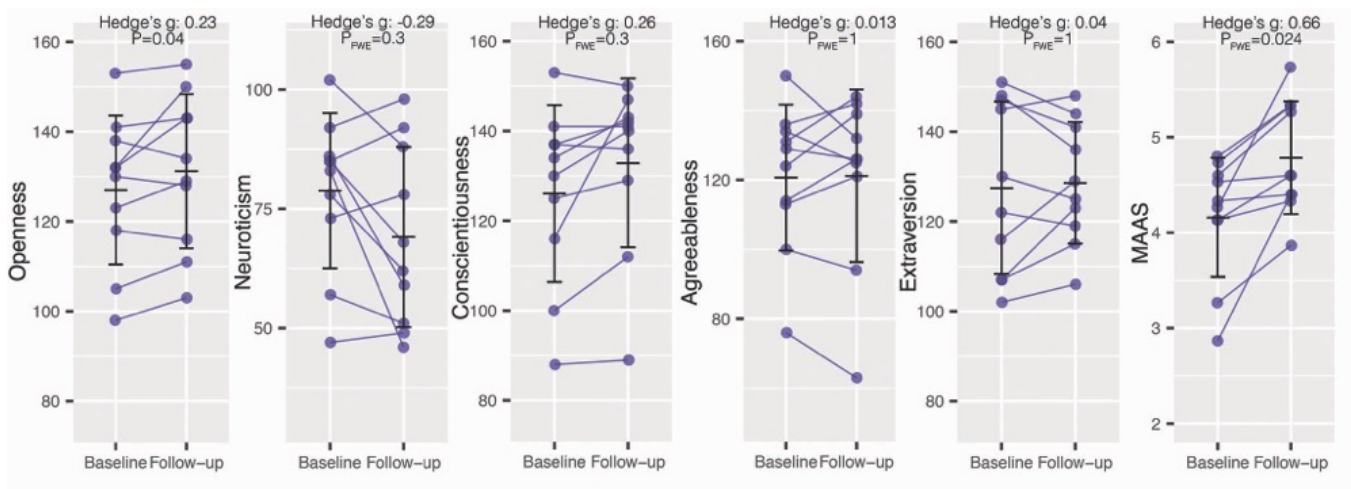 Hedge's g: 0.23
P=0.04
160
140
120
100
80
Openness
Baseline Follow-up
Hedge's g: -0.29
PFWE=0.3
100
75
50
Neuroticism
Baseline Follow-up
Hedge's g: 0.26
PFWE=0.3
160
140
120
100
80
Conscientiousness
Baseline Follow-up
Hedge's g: 0.013
PFWE=1
160
120
80
Agreeableness
Baseline Follow-up
Hedge's g: 0.04
PFWE=1
160
140
120
100
80
Extraversion
Baseline Follow-up
Hedge's g: 0.66
PFWE=0.024
6
5
4
3
2
MAAS
Baseline Follow-up